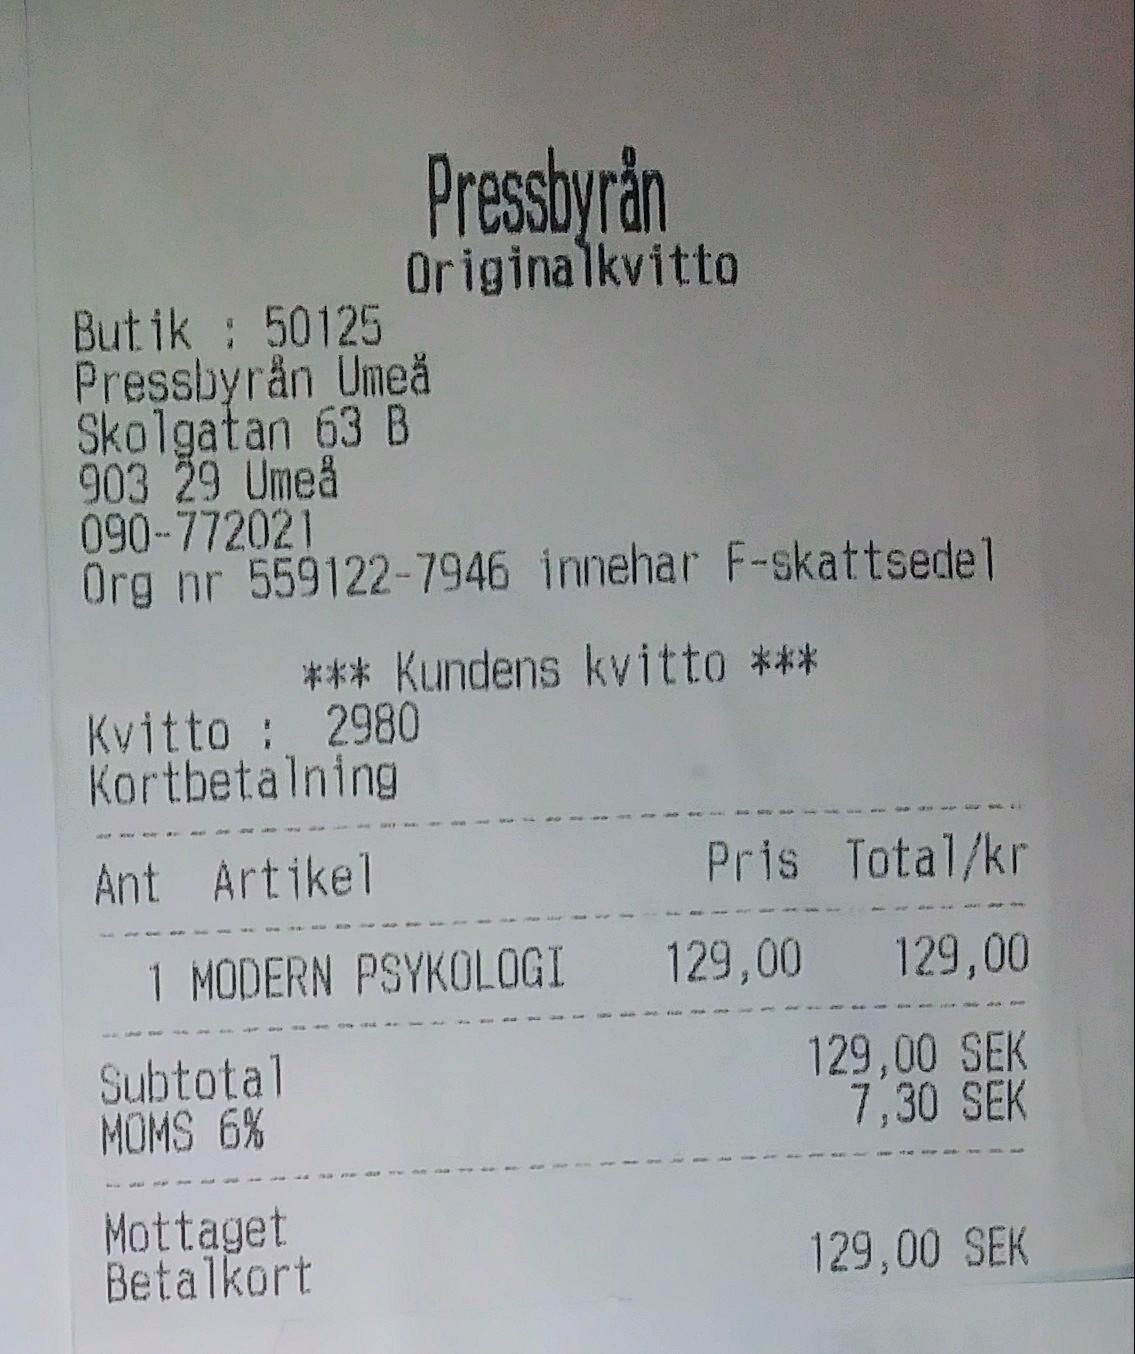 Pressbyrån
Originalkvitto
Butik : 50125
Pressbyrån Umeå
Skolgatan 63 B
903 29 Umeå
090-772021
Org nr 559122-7946 innehar F-skattsedel
*** Kundens kvitto ***
Kvitto : 2980
Kortbetalning
Ant Artikel Pris Total/kr
1 MODERN PSYKOLOGI 129,00 129,00
Subtotal 129,00 SEK
MOMS 6% 7,30 SEK
Mottaget
Betalkort 129,00 SEK